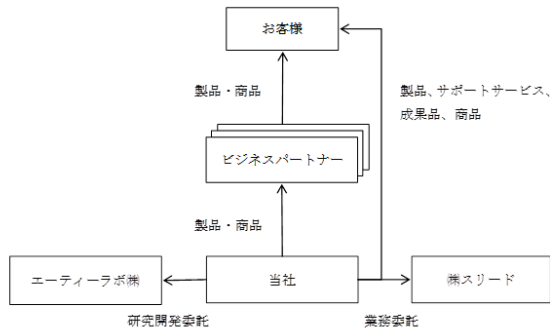 お客様
製品・商品
製品、サポートサービス、
成果品、商品
ビジネスパートナー
製品・商品
エーティーラボ㈱
当社
㈱スリード
研究開発委託
業務委託